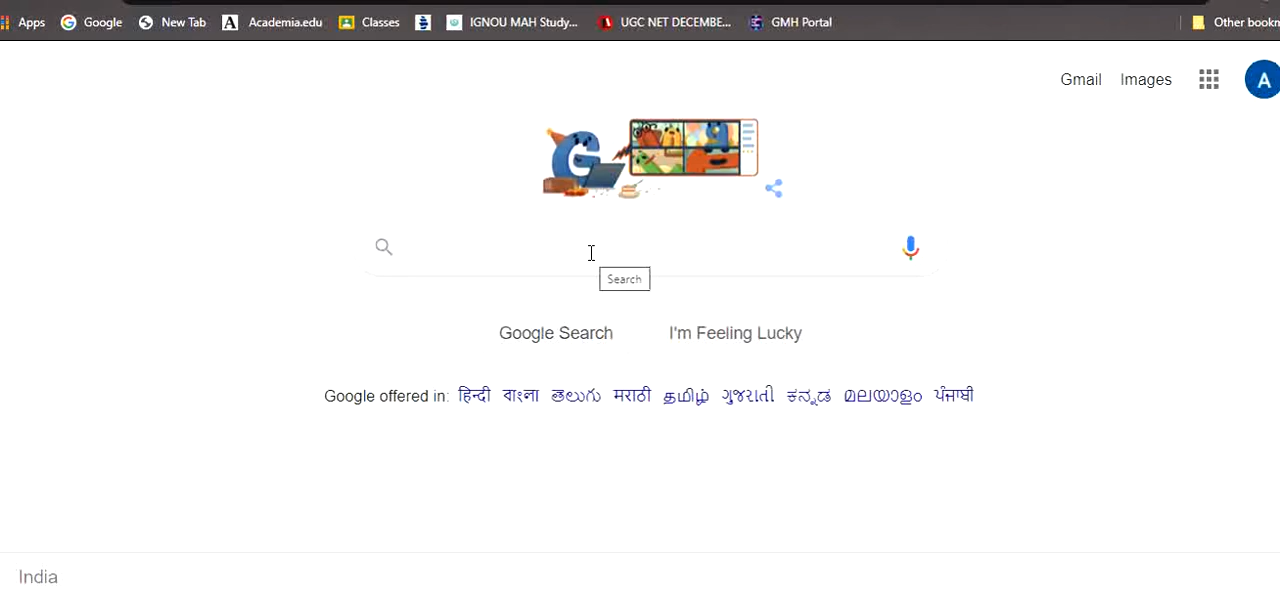 Apps Google New Tab A Academia.edu Classes IGNOU MAH Study... UGC NET DECEMBE... GMH Portal Other bookm
Gmail Images A
G
Search
Google Search I'm Feeling Lucky
Google offered in: हिन्दी বাংলা తెలుగు मराठी தமிழ் ગુજરાતી ಕನ್ನಡ മലയാളം ਪੰਜਾਬੀ
India